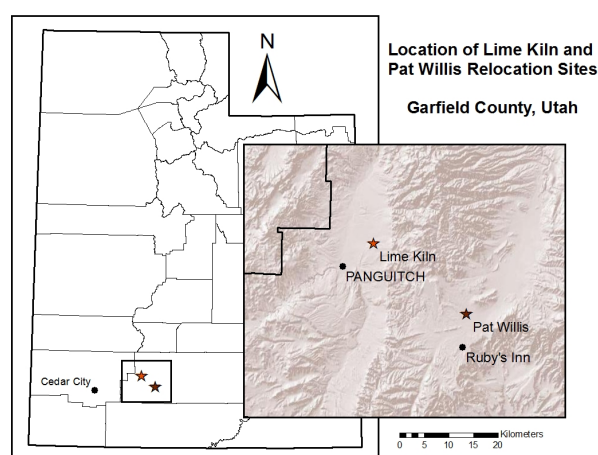 Location of Lime Kiln and
Pat Willis Relocation Sites
Garfield County, Utah
N
Lime Kiln
PANGUITCH
Pat Willis
Ruby's Inn
Cedar City
Kilometers
0 5 10 15 20